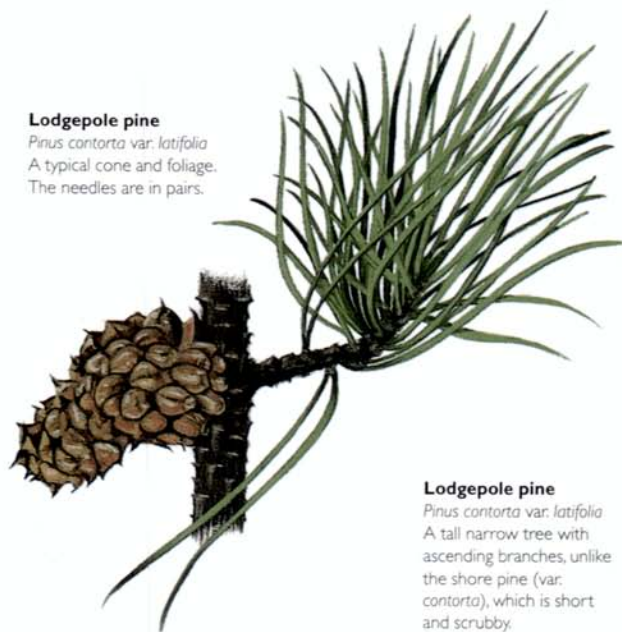 Lodgepole pine
Pinus contorta var. latifolia
A typical cone and foliage.
The needles are in pairs.
Lodgepole pine
Pinus contorta var. latifolia
A tall narrow tree with
ascending branches, unlike
the shore pine (var.
contorta), which is short
and scrubby.